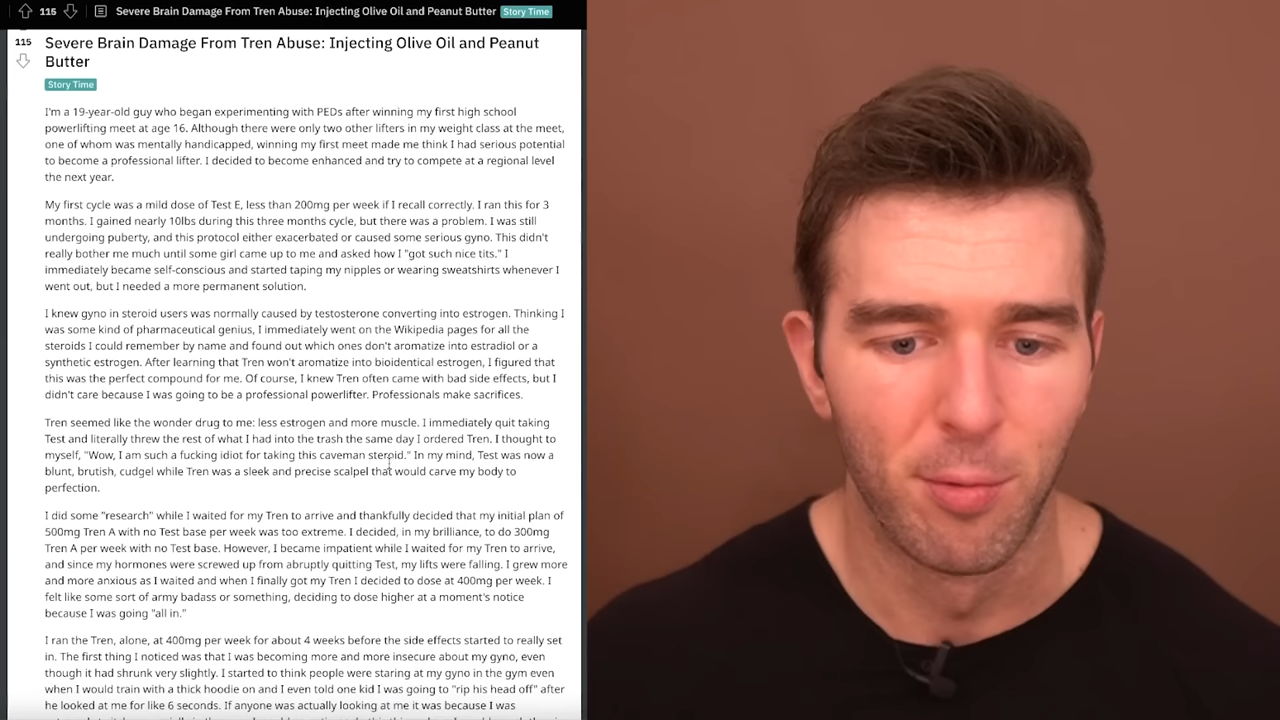 115 Severe Brain Damage From Tren Abuse: Injecting Olive Oil and Peanut Butter Story Time
115
Severe Brain Damage From Tren Abuse: Injecting Olive Oil and Peanut
Butter
Story Time
I'm a 19-year-old guy who began experimenting with PEDs after winning my first high school
powerlifting meet at age 16. Although there were only two other lifters in my weight class at the meet,
one of whom was mentally handicapped, winning my first meet made me think I had serious potential
to become a professional lifter. I decided to become enhanced and try to compete at a regional level
the next year.
My first cycle was a mild dose of Test E, less than 200mg per week if I recall correctly. I ran this for 3
months. I gained nearly 10lbs during this three months cycle, but there was a problem. I was still
undergoing puberty, and this protocol either exacerbated or caused some serious gyno. This didn't
really bother me much until some girl came up to me and asked how I "got such nice tits." I
immediately became self-conscious and started taping my nipples or wearing sweatshirts whenever I
went out, but I needed a more permanent solution.
I knew gyno in steroid users was normally caused by testosterone converting into estrogen. Thinking I
was some kind of pharmaceutical genius, I immediately went on the Wikipedia pages for all the
steroids I could remember by name and found out which ones don't aromatize into estradiol or a
synthetic estrogen. After learning that Tren won't aromatize into bioidentical estrogen, I figured that
this was the perfect compound for me. Of course, I knew Tren often came with bad side effects, but I
didn't care because I was going to be a professional powerlifter. Professionals make sacrifices.
Tren seemed like the wonder drug to me: less estrogen and more muscle. I immediately quit taking
Test and literally threw the rest of what I had into the trash the same day I ordered Tren. I thought to
myself, "Wow, I am such a fucking idiot for taking this caveman steroid." In my mind, Test was now a
blunt, brutish, cudgel while Tren was a sleek and precise scalpel that would carve my body to
perfection.
I did some "research" while I waited for my Tren to arrive and thankfully decided that my initial plan of
500mg Tren A with no Test base per week was too extreme. I decided, in my brilliance, to do 300mg
Tren A per week with no Test base. However, I became impatient while I waited for my Tren to arrive,
and since my hormones were screwed up from abruptly quitting Test, my lifts were falling. I grew more
and more anxious as I waited and when I finally got my Tren I decided to dose at 400mg per week. I
felt like some sort of army badass or something, deciding to dose higher at a moment's notice
because I was going "all in."
I ran the Tren, alone, at 400mg per week for about 4 weeks before the side effects started to really set
in. The first thing I noticed was that I was becoming more and more insecure about my gyno, even
though it had shrunk very slightly. I started to think people were staring at my gyno in the gym even
when I would train with a thick hoodie on and I even told one kid I was going to "rip his head off" after
he looked at me for like 6 seconds. If anyone was actually looking at me it was because I was